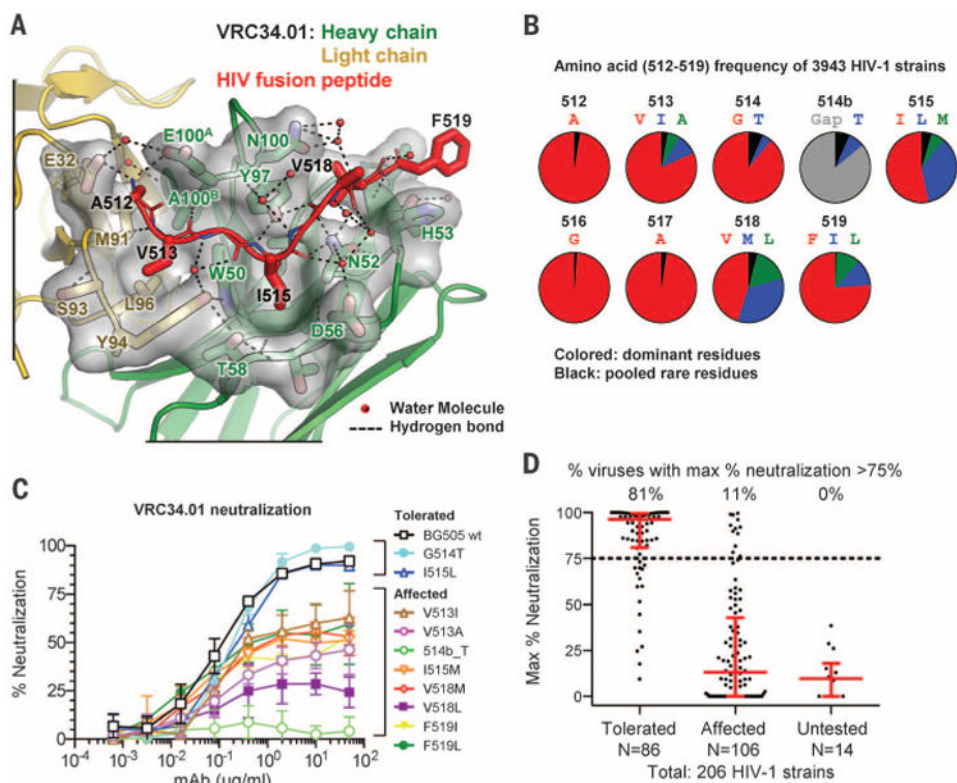 A
VRC34.01: Heavy chain
Light chain
HIV fusion peptide
F519
E100A
N100
E32
V518
Y97
A512
A100B
H53
M91
V513
N52
W50
I515
L96
S93
D56
Y94
T58
Water Molecule
Hydrogen bond
B
Amino acid (512-519) frequency of 3943 HIV-1 strains
512 513 514 514b 515
A V I A G T Gap T I L M
516 517 518 519
G A V M L F I L
Colored: dominant residues
Black: pooled rare residues
C
VRC34.01 neutralization
Tolerated
BG505 wt
G514T
I515L
Affected
V513I
V513A
514b_T
I515M
V518M
V518L
F519I
F519L
% Neutralization
100
75
50
25
0
10-4 10-3 10-2 10-1 100 101 102
mAb (ug/ml)
D
% viruses with max % neutralization >75%
81% 11% 0%
Max % Neutralization
100
75
50
25
0
Tolerated Affected Untested
N=86 N=106 N=14
Total: 206 HIV-1 strains